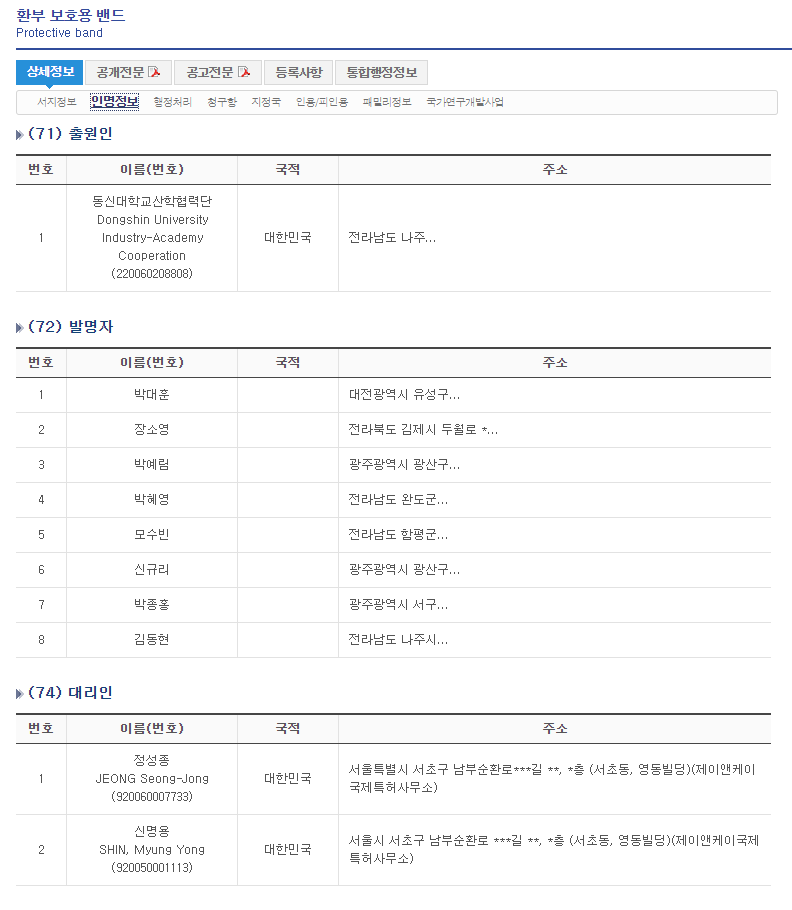 환부 보호용 밴드
Protective band
상세정보 공개전문 공고전문 등록사항 통합행정정보
서지정보 인명정보 행정처리 청구항 지정국 인용/피인용 패밀리정보 국가연구개발사업
(71) 출원인
번호 이름(번호) 국적 주소
동신대학교산학협력단
Dongshin University
1 Industry-Academy 대한민국 전라남도 나주...
Cooperation
(220060208808)
(72) 발명자
번호 이름(번호) 국적 주소
1 박대훈 대전광역시 유성구...
2 장소영 전라북도 김제시 두월로 *...
3 박예림 광주광역시 광산구...
4 박혜영 전라남도 완도군...
5 모수빈 전라남도 함평군...
6 신규리 광주광역시 광산구...
7 박종홍 광주광역시 서구...
8 김동현 전라남도 나주시...
(74) 대리인
번호 이름(번호) 국적 주소
정성종
1 JEONG Seong-Jong 대한민국 서울특별시 서초구 남부순환로***길 **, *층 (서초동, 영동빌딩)(제이앤케이
(920060007733) 국제특허사무소)
신명용
2 SHIN, Myung Yong 대한민국 서울시 서초구 남부순환로 ***길 **, *층 (서초동, 영동빌딩)(제이앤케이국제
(920050001113) 특허사무소)